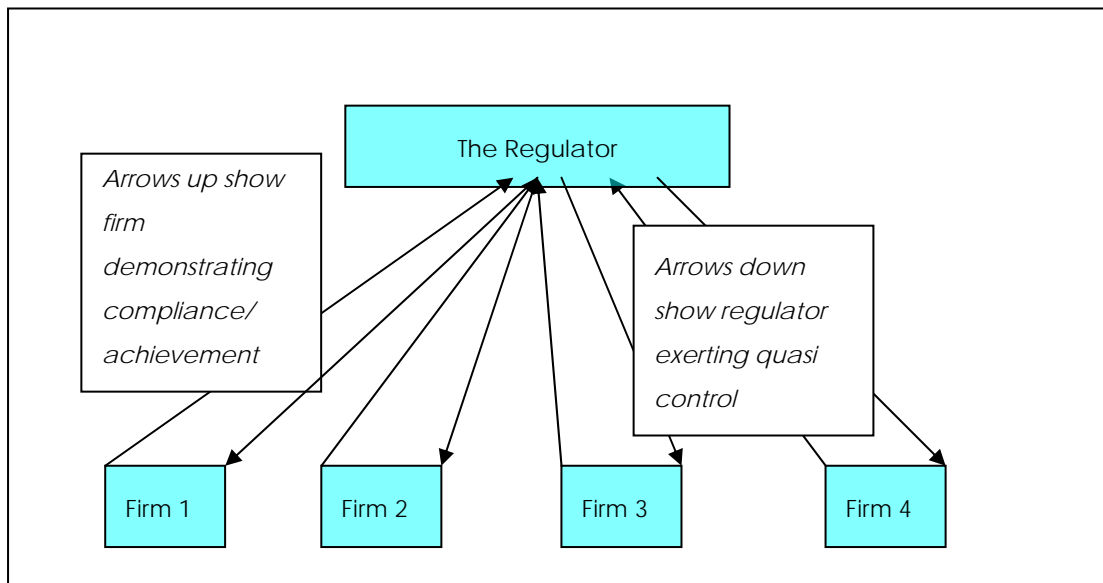 The Regulator
Arrows up show
firm
demonstrating
compliance/
achievement
Arrows down
show regulator
exerting quasi
control
Firm 1
Firm 2
Firm 3
Firm 4